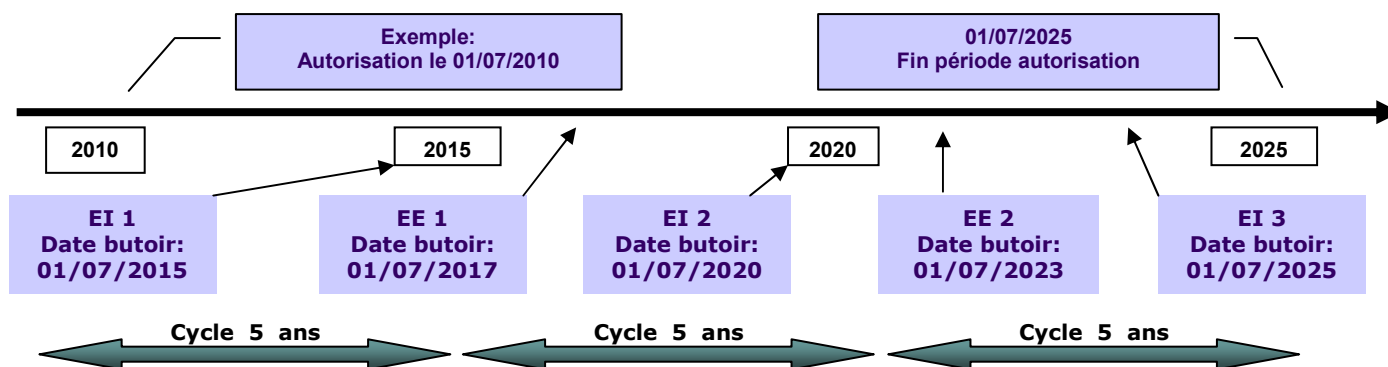 Exemple:
Autorisation le 01/07/2010
01/07/2025
Fin période autorisation
2010
2015
2020
2025
EI 1
Date butoir:
01/07/2015
EE 1
Date butoir:
01/07/2017
EI 2
Date butoir:
01/07/2020
EE 2
Date butoir:
01/07/2023
EI 3
Date butoir:
01/07/2025
Cycle 5 ans
Cycle 5 ans
Cycle 5 ans